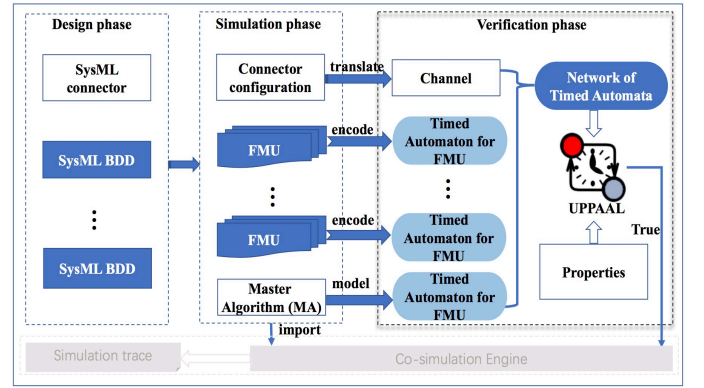 Design phase
Simulation phase
Verification phase
SysML
connector
Connector
configuration
translate
Channel
Network of
Timed Automata
SysML BDD
FMU
encode
Timed
Automaton for
FMU
UPPAAL
True
SysML BDD
FMU
encode
Timed
Automaton for
FMU
Properties
Master
Algorithm (MA)
model
Timed
Automaton for
FMU
import
Simulation trace
Co-simulation Engine